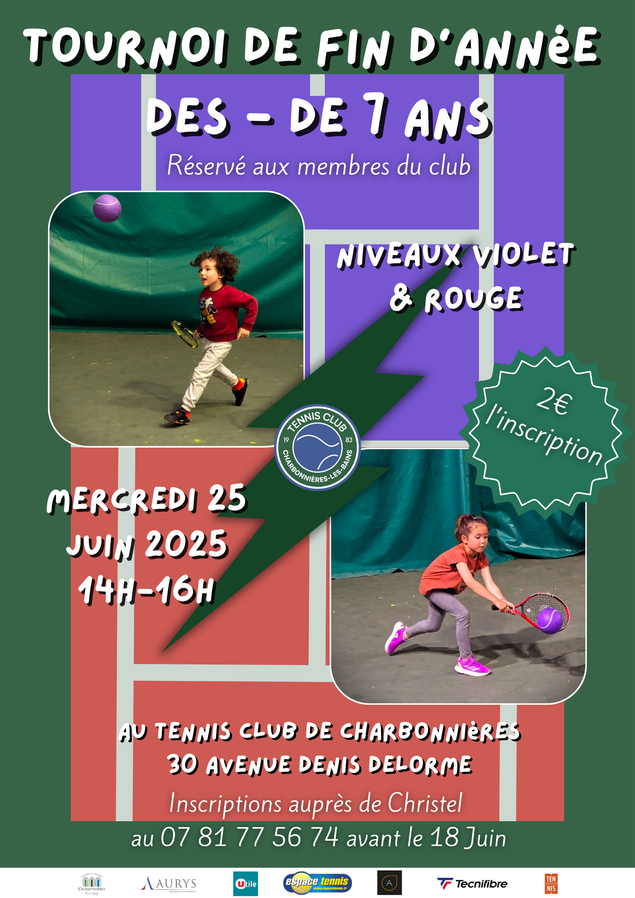 TOURNOI DE FIN D'ANNéE
DES - DE 7 ANS
Réservé aux membres du club
NIVEAUX VIOLET
& ROUGE
2€
l'inscription
TENNIS CLUB
19 83
CHARBONNIÈRES-LES-BAINS
MERCREDI 25
JUIN 2025
14H-16H
AU TENNIS CLUB DE CHARBONNIèRES
30 AVENUE DENIS DELORME
Inscriptions auprès de Christel
au 07 81 77 56 74 avant le 18 Juin
CHARBONNIÈRES
AURYS
Utile
espace tennis
A
Tecnifibre
TEN
NIS